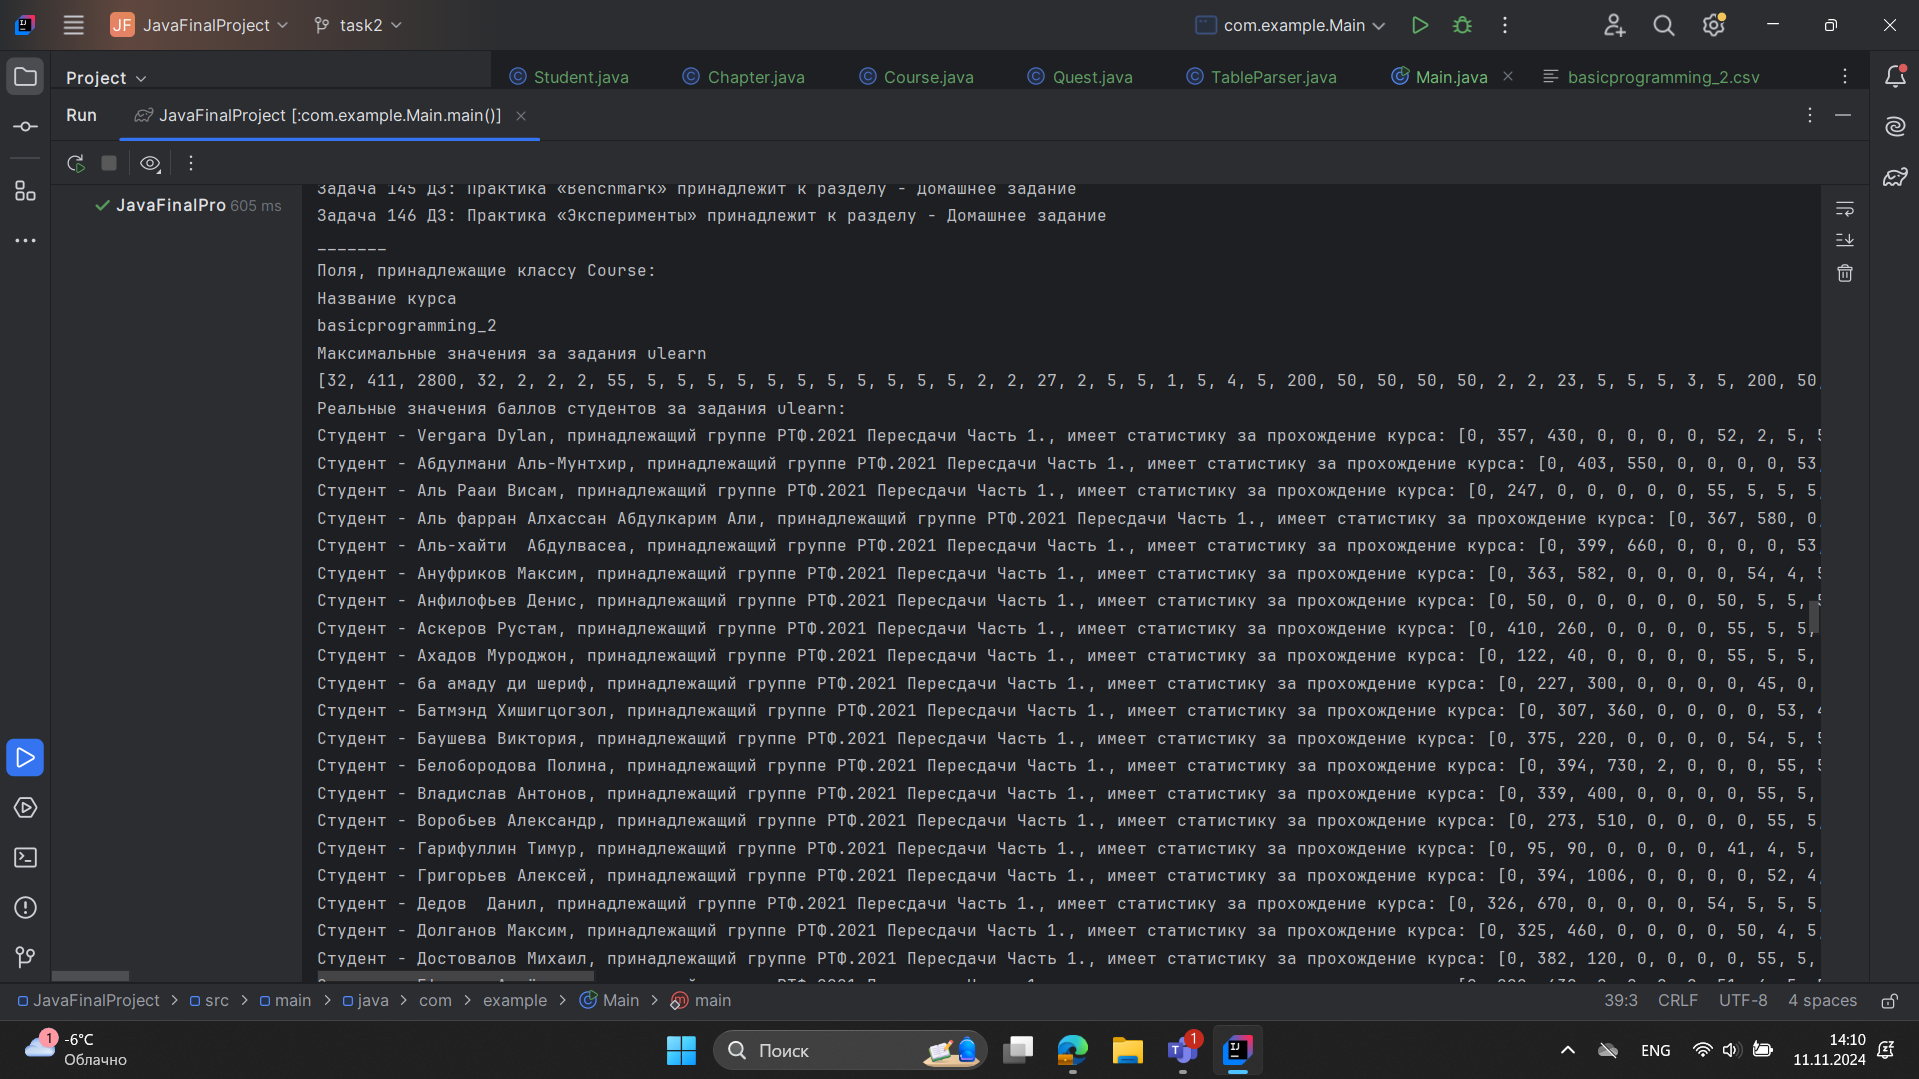 JF JavaFinalProject task2 com.example.Main
Project Student.java Chapter.java Course.java Quest.java TableParser.java Main.java basicprogramming_2.csv
Run JavaFinalProject [:com.example.Main.main()]
JavaFinalPro 605 ms
Задача 145 ДЗ: Практика «Benchmark» принадлежит к разделу - Домашнее задание
Задача 146 ДЗ: Практика «Эксперименты» принадлежит к разделу - Домашнее задание
_______
Поля, принадлежащие классу Course:
Название курса
basicprogramming_2
Максимальные значения за задания ulearn
[32, 411, 2800, 32, 2, 2, 2, 55, 5, 5, 5, 5, 5, 5, 5, 5, 5, 5, 5, 2, 2, 27, 2, 5, 5, 1, 5, 4, 5, 200, 50, 50, 50, 50, 2, 2, 23, 5, 5, 5, 3, 5, 200, 50,
Реальные значения баллов студентов за задания ulearn:
Студент - Vergara Dylan, принадлежащий группе РТФ.2021 Пересдачи Часть 1., имеет статистику за прохождение курса: [0, 357, 430, 0, 0, 0, 0, 52, 2, 5, 5
Студент - Абдулмани Аль-Мунтхир, принадлежащий группе РТФ.2021 Пересдачи Часть 1., имеет статистику за прохождение курса: [0, 403, 550, 0, 0, 0, 0, 53,
Студент - Аль Рааи Висам, принадлежащий группе РТФ.2021 Пересдачи Часть 1., имеет статистику за прохождение курса: [0, 247, 0, 0, 0, 0, 0, 55, 5, 5, 5,
Студент - Аль фарран Алхассан Абдулкарим Али, принадлежащий группе РТФ.2021 Пересдачи Часть 1., имеет статистику за прохождение курса: [0, 367, 580, 0,
Студент - Аль-хайти  Абдулвасеа, принадлежащий группе РТФ.2021 Пересдачи Часть 1., имеет статистику за прохождение курса: [0, 399, 660, 0, 0, 0, 0, 53,
Студент - Ануфриков Максим, принадлежащий группе РТФ.2021 Пересдачи Часть 1., имеет статистику за прохождение курса: [0, 363, 582, 0, 0, 0, 0, 54, 4, 5
Студент - Анфилофьев Денис, принадлежащий группе РТФ.2021 Пересдачи Часть 1., имеет статистику за прохождение курса: [0, 50, 0, 0, 0, 0, 0, 50, 5, 5, 5
Студент - Аскеров Рустам, принадлежащий группе РТФ.2021 Пересдачи Часть 1., имеет статистику за прохождение курса: [0, 410, 260, 0, 0, 0, 0, 55, 5, 5,
Студент - Ахадов Муроджон, принадлежащий группе РТФ.2021 Пересдачи Часть 1., имеет статистику за прохождение курса: [0, 122, 40, 0, 0, 0, 0, 55, 5, 5,
Студент - ба амаду ди шериф, принадлежащий группе РТФ.2021 Пересдачи Часть 1., имеет статистику за прохождение курса: [0, 227, 300, 0, 0, 0, 0, 45, 0,
Студент - Батмэнд Хишигцогзол, принадлежащий группе РТФ.2021 Пересдачи Часть 1., имеет статистику за прохождение курса: [0, 307, 360, 0, 0, 0, 0, 53, 4
Студент - Баушева Виктория, принадлежащий группе РТФ.2021 Пересдачи Часть 1., имеет статистику за прохождение курса: [0, 375, 220, 0, 0, 0, 0, 54, 5, 5
Студент - Белобородова Полина, принадлежащий группе РТФ.2021 Пересдачи Часть 1., имеет статистику за прохождение курса: [0, 394, 730, 2, 0, 0, 0, 55, 5
Студент - Владислав Антонов, принадлежащий группе РТФ.2021 Пересдачи Часть 1., имеет статистику за прохождение курса: [0, 339, 400, 0, 0, 0, 0, 55, 5,
Студент - Воробьев Александр, принадлежащий группе РТФ.2021 Пересдачи Часть 1., имеет статистику за прохождение курса: [0, 273, 510, 0, 0, 0, 0, 55, 5,
Студент - Гарифуллин Тимур, принадлежащий группе РТФ.2021 Пересдачи Часть 1., имеет статистику за прохождение курса: [0, 95, 90, 0, 0, 0, 0, 41, 4, 5,
Студент - Григорьев Алексей, принадлежащий группе РТФ.2021 Пересдачи Часть 1., имеет статистику за прохождение курса: [0, 394, 1006, 0, 0, 0, 0, 52, 4,
Студент - Дедов  Данил, принадлежащий группе РТФ.2021 Пересдачи Часть 1., имеет статистику за прохождение курса: [0, 326, 670, 0, 0, 0, 0, 54, 5, 5, 5,
Студент - Долганов Максим, принадлежащий группе РТФ.2021 Пересдачи Часть 1., имеет статистику за прохождение курса: [0, 325, 460, 0, 0, 0, 0, 50, 4, 5,
Студент - Достовалов Михаил, принадлежащий группе РТФ.2021 Пересдачи Часть 1., имеет статистику за прохождение курса: [0, 382, 120, 0, 0, 0, 0, 55, 5,
JavaFinalProject > src > main > java > com > example > Main > main 39:3 CRLF UTF-8 4 spaces
1 -6°C
Облачно
Поиск
1
ENG
14:10
11.11.2024